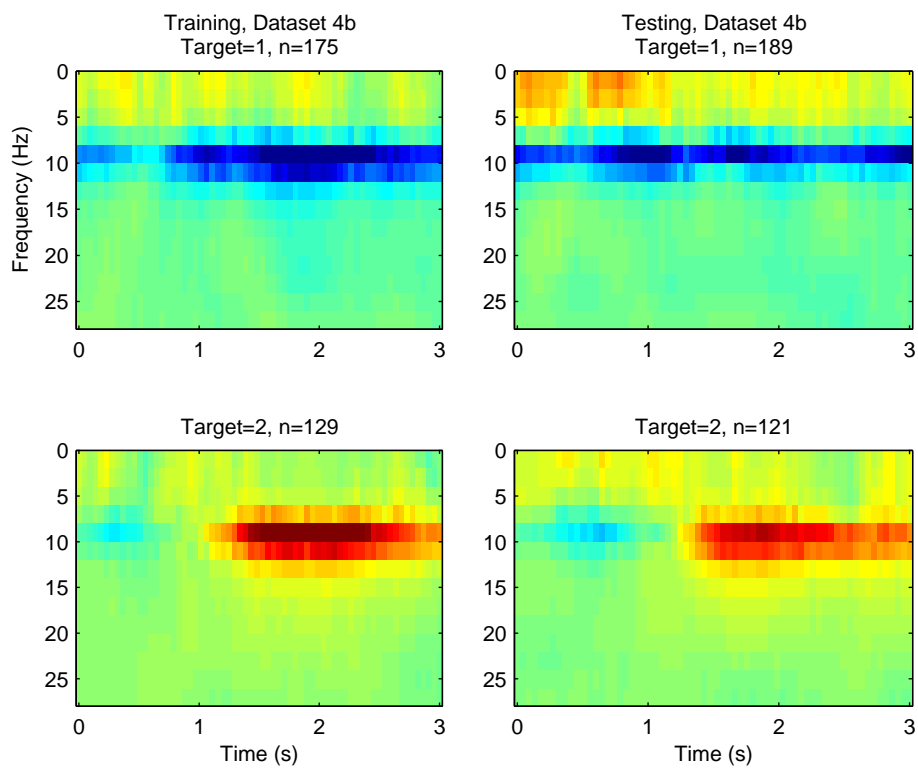 Training, Dataset 4b
Target=1, n=175
Testing, Dataset 4b
Target=1, n=189
Frequency (Hz)
0
5
10
15
20
25
0 1 2 3
0
5
10
15
20
25
0 1 2 3
Target=2, n=129
Target=2, n=121
0
5
10
15
20
25
0 1 2 3
Time (s)
0
5
10
15
20
25
0 1 2 3
Time (s)